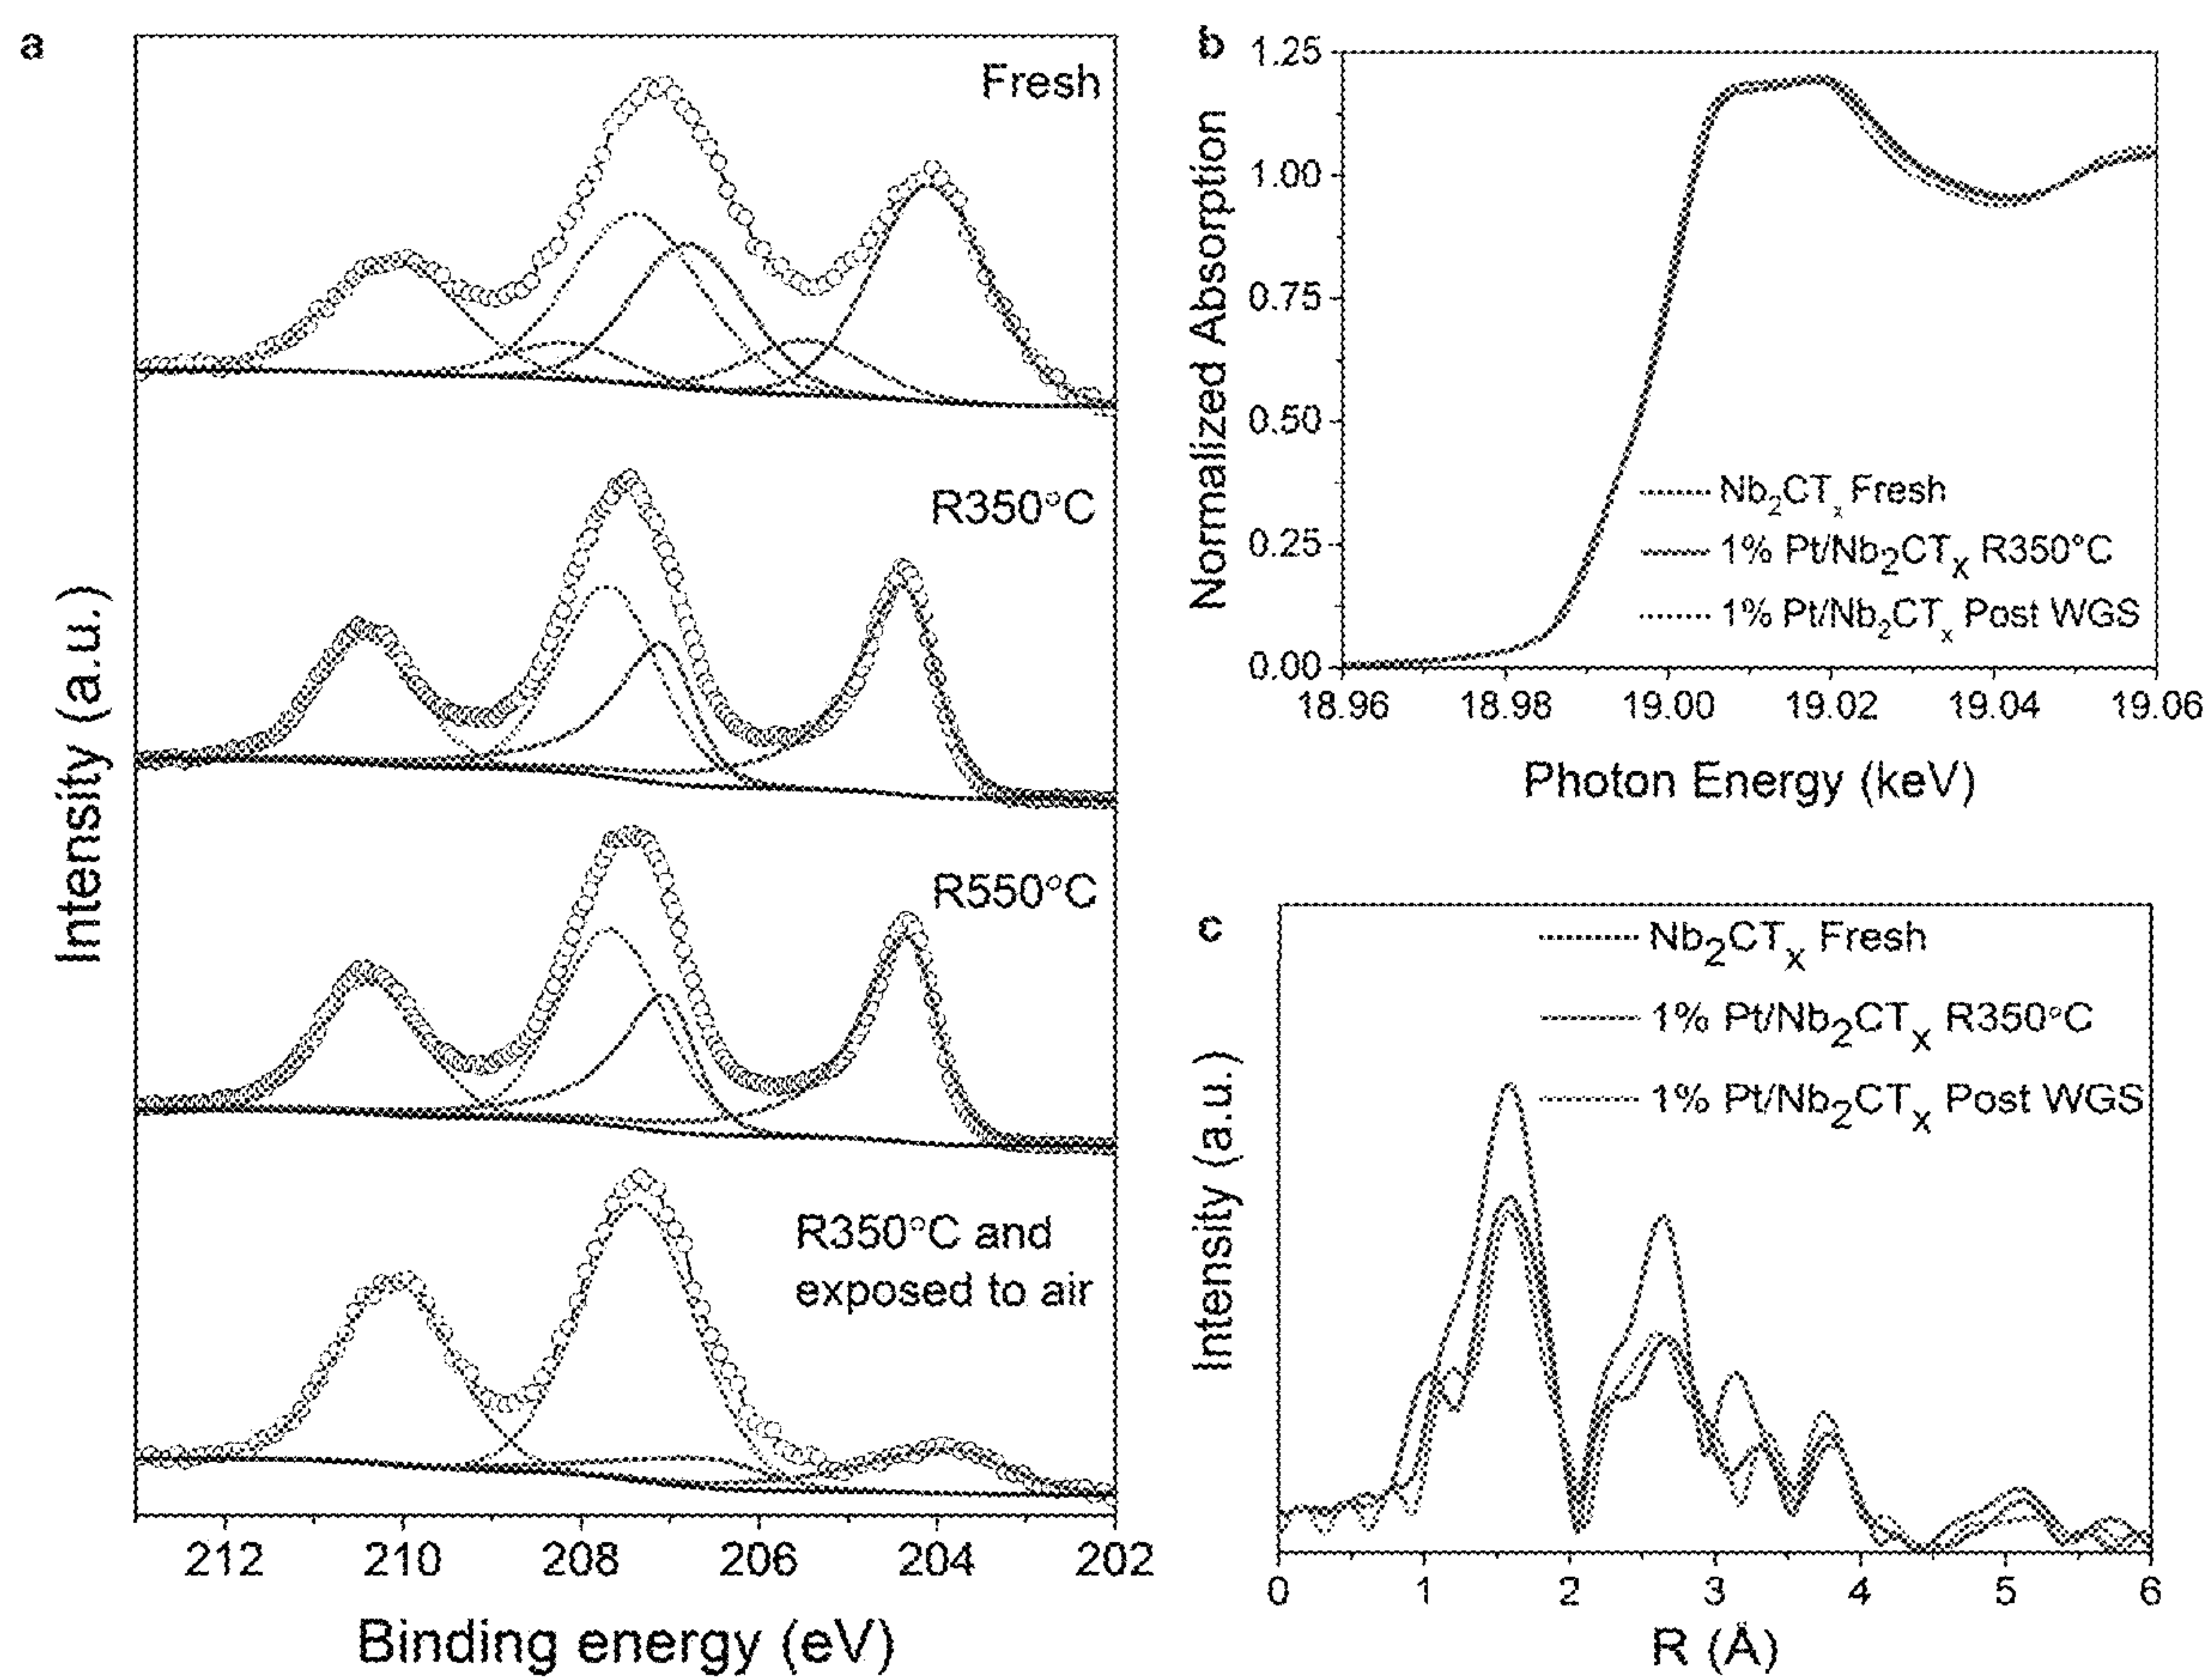 a
Fresh
R350°C
R550°C
R350°C and
exposed to air
Intensity (a.u.)
212 210 208 206 204 202
Binding energy (eV)
b
1.25
1.00
0.75
0.50
0.25
0.00
Normalized Absorption
Nb₂CTₓ Fresh
1% Pt/Nb₂CTₓ R350°C
1% Pt/Nb₂CTₓ Post WGS
18.96 18.98 19.00 19.02 19.04 19.06
Photon Energy (keV)
c
Nb₂CTₓ Fresh
1% Pt/Nb₂CTₓ R350°C
1% Pt/Nb₂CTₓ Post WGS
Intensity (a.u.)
0 1 2 3 4 5 6
R (Å)